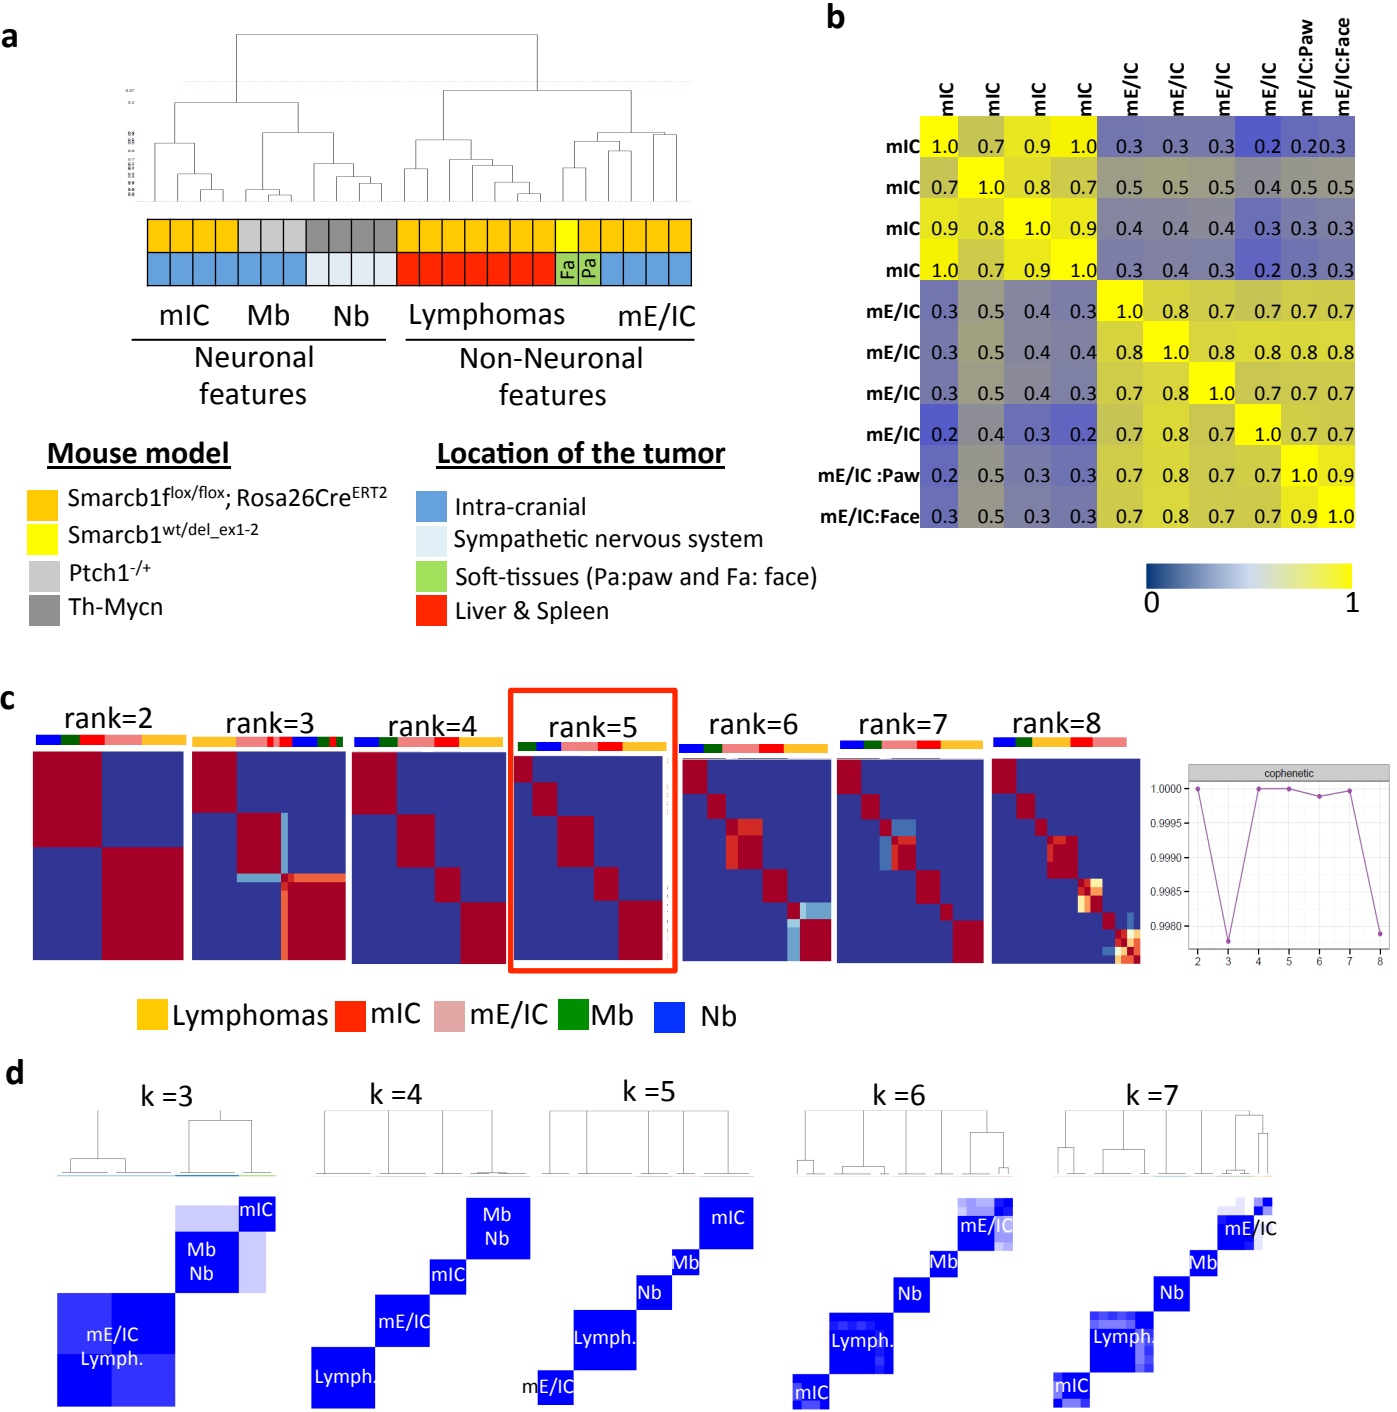 a
Fa
Pa
mIC
Mb
Nb
Lymphomas
mE/IC
Neuronal
features
Non-Neuronal
features
Mouse model
Smarcb1flox/flox; Rosa26CreERT2
Smarcb1wt/del_ex1-2
Ptch1-/+
Th-Mycn
Location of the tumor
Intra-cranial
Sympathetic nervous system
Soft-tissues (Pa:paw and Fa: face)
Liver & Spleen
b
mIC mIC mIC mIC mE/IC mE/IC mE/IC mE/IC mE/IC:Paw mE/IC:Face
mIC 1.0 0.7 0.9 1.0 0.3 0.3 0.3 0.2 0.2 0.3
mIC 0.7 1.0 0.8 0.7 0.5 0.5 0.5 0.4 0.5 0.5
mIC 0.9 0.8 1.0 0.9 0.4 0.4 0.4 0.3 0.3 0.3
mIC 1.0 0.7 0.9 1.0 0.3 0.4 0.3 0.2 0.3 0.3
mE/IC 0.3 0.5 0.4 0.3 1.0 0.8 0.7 0.7 0.7 0.7
mE/IC 0.3 0.5 0.4 0.4 0.8 1.0 0.8 0.8 0.8 0.8
mE/IC 0.3 0.5 0.4 0.3 0.7 0.8 1.0 0.7 0.7 0.7
mE/IC 0.2 0.4 0.3 0.2 0.7 0.8 0.7 1.0 0.7 0.7
mE/IC :Paw 0.2 0.5 0.3 0.3 0.7 0.8 0.7 0.7 1.0 0.9
mE/IC:Face 0.3 0.5 0.3 0.3 0.7 0.8 0.7 0.7 0.9 1.0
0 1
c
rank=2
rank=3
rank=4
rank=5
rank=6
rank=7
rank=8
cophenetic
1.0000
0.9995
0.9990
0.9985
0.9980
2 3 4 5 6 7 8
Lymphomas
mIC
mE/IC
Mb
Nb
d
k =3
k =4
k =5
k =6
k =7
mIC
Mb
Nb
mE/IC
Lymph.
Mb
Nb
mIC
mE/IC
Lymph.
mIC
Mb
Nb
Lymph.
mE/IC
mE/IC
Mb
Nb
Lymph.
mIC
mE/IC
Mb
Nb
Lymph.
mIC